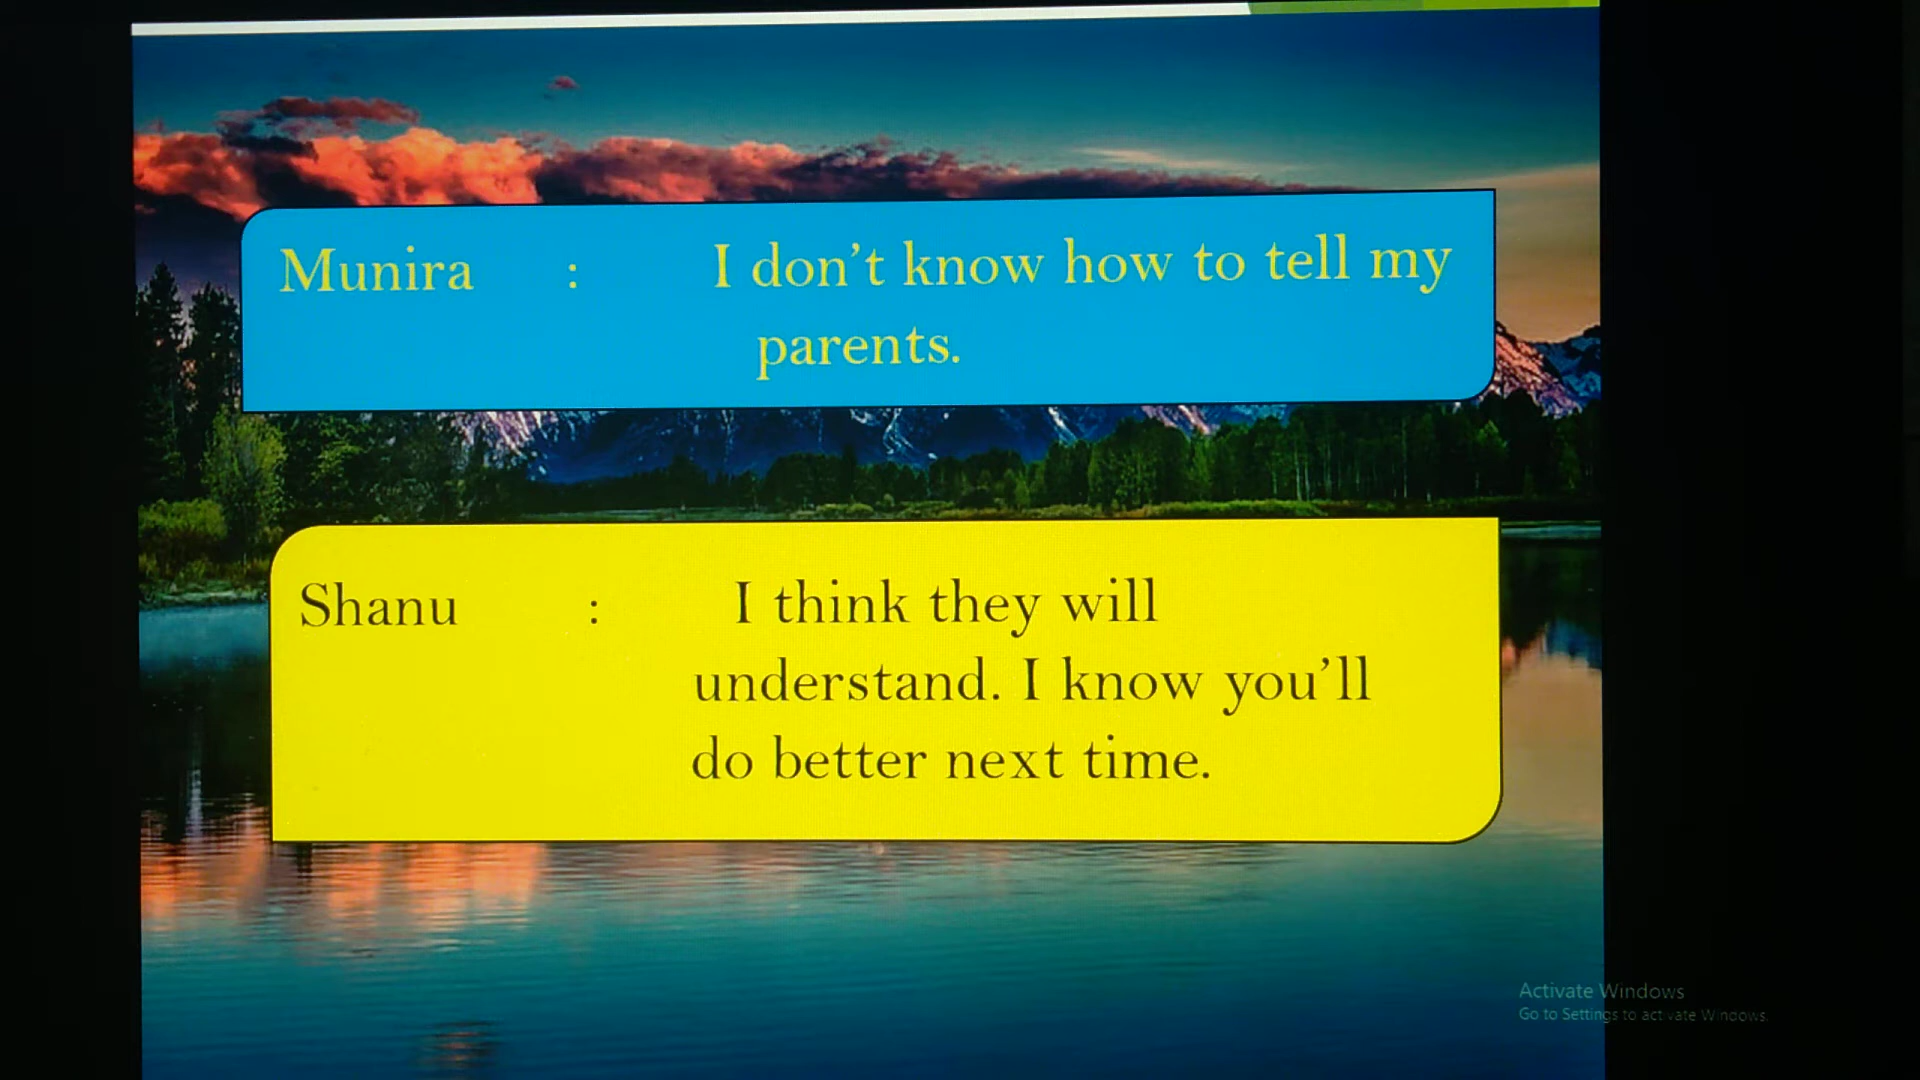 Munira : I don’t know how to tell my
parents.
Shanu : I think they will
understand. I know you’ll
do better next time.
Activate Windows
Go to Settings to activate Windows.